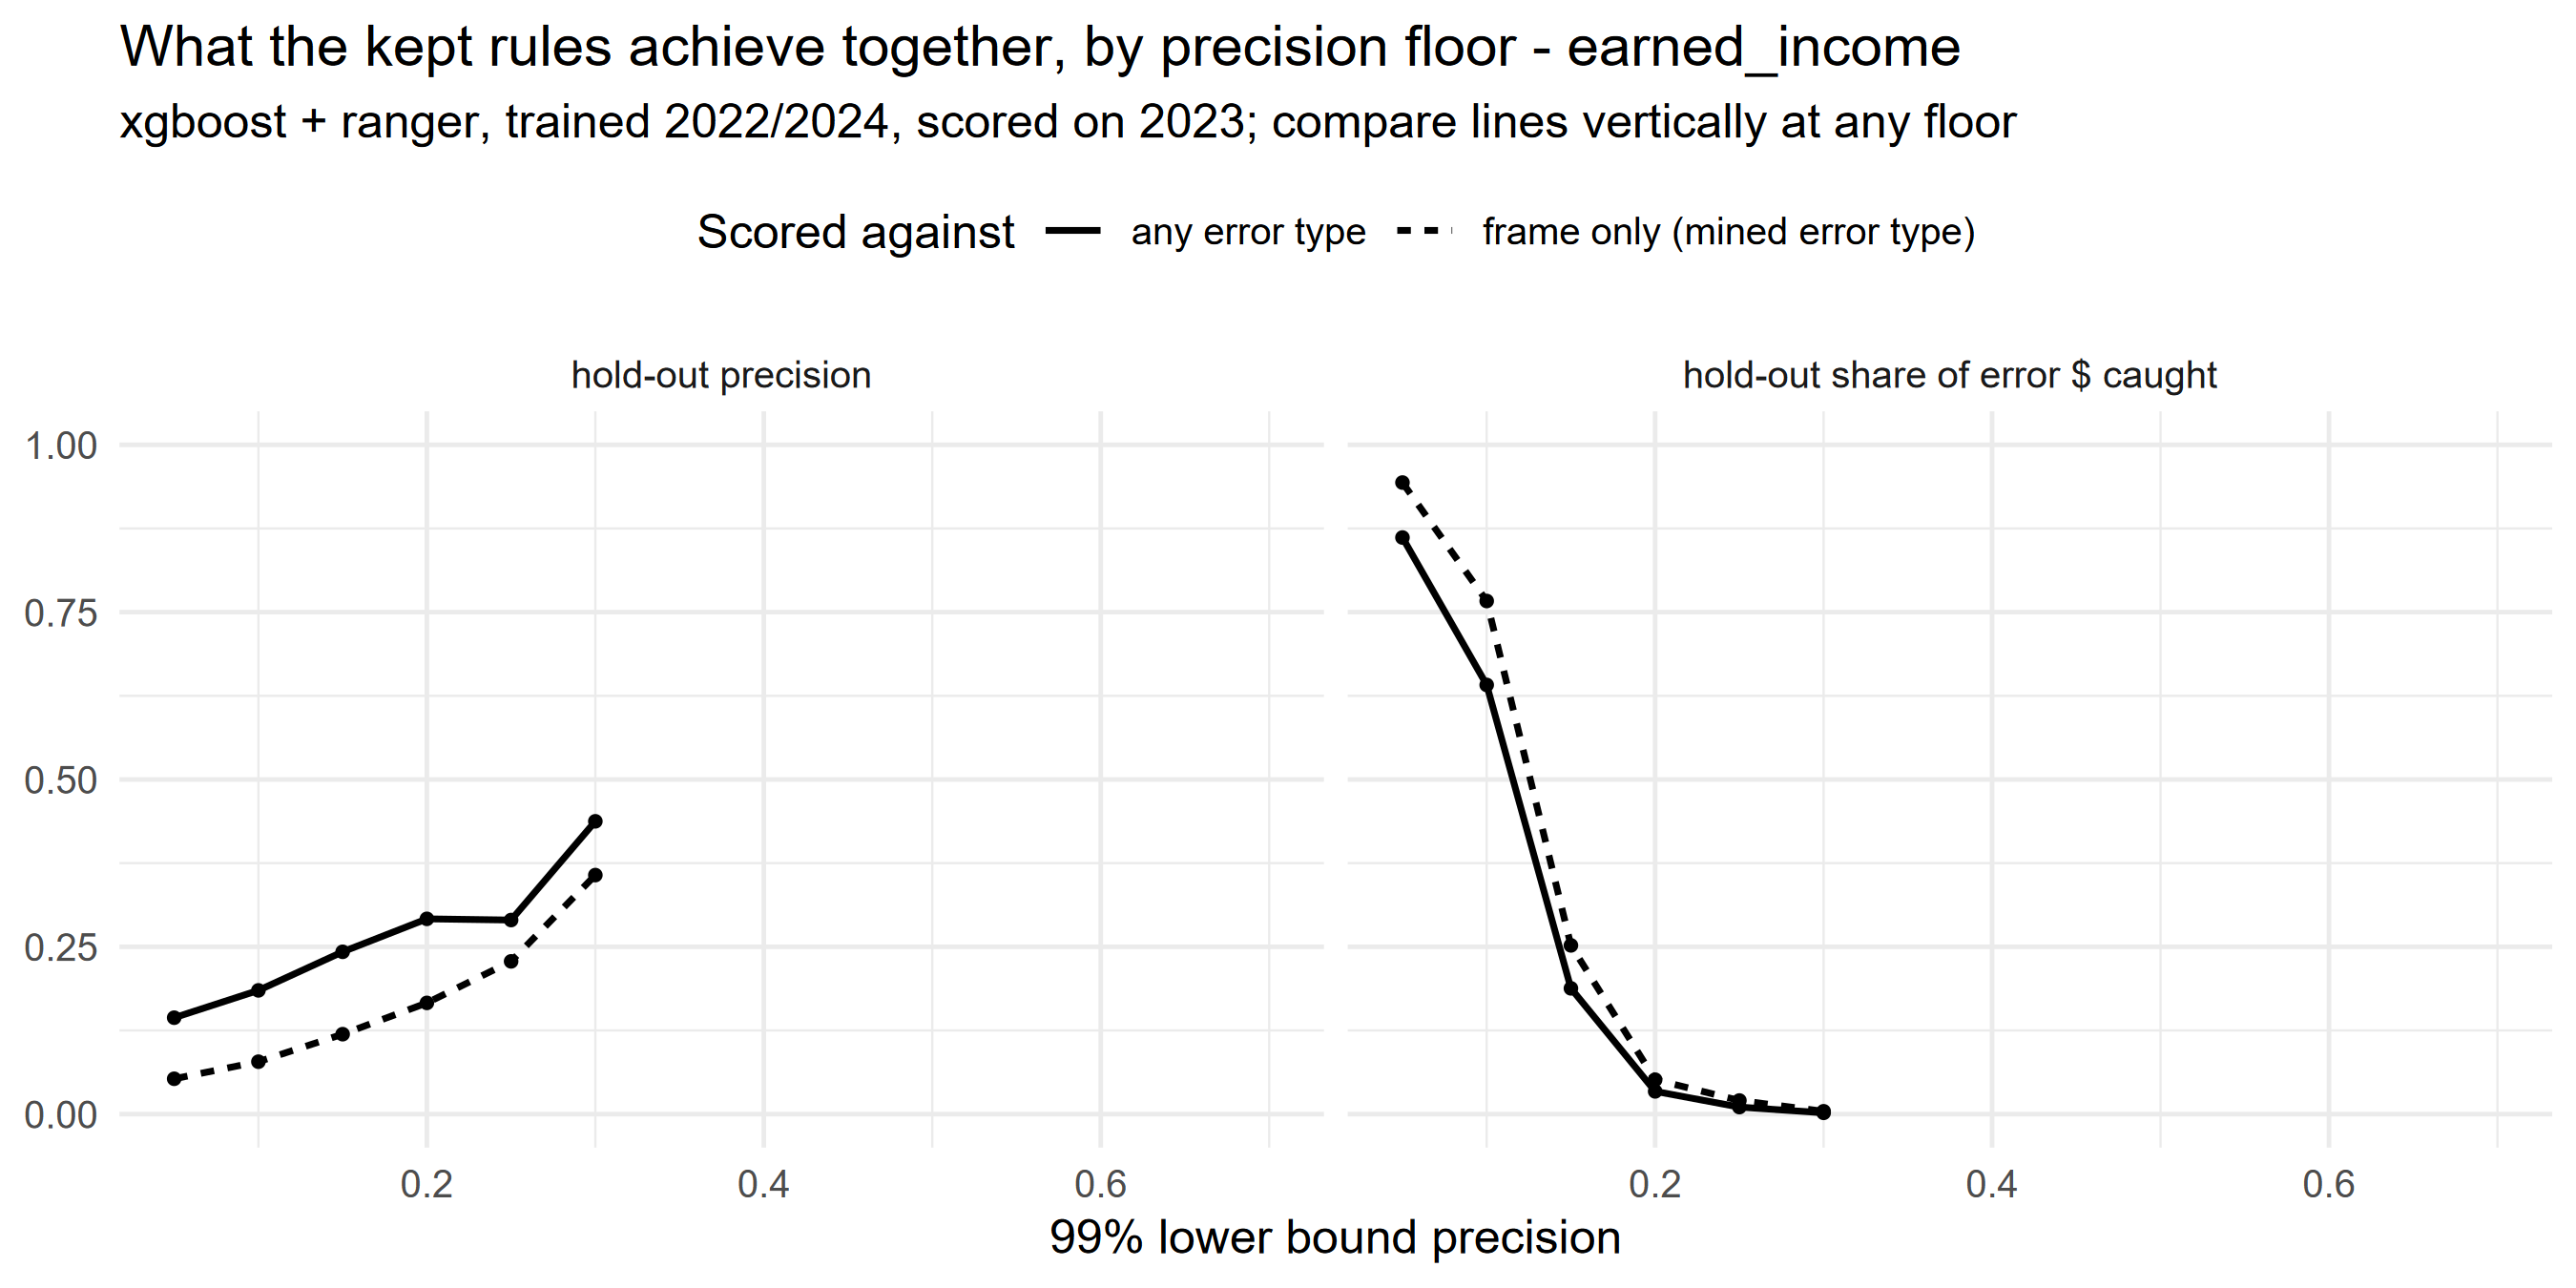 What the kept rules achieve together, by precision floor - earned_income
xgboost + ranger, trained 2022/2024, scored on 2023; compare lines vertically at any floor
Scored against any error type frame only (mined error type)
hold-out precision hold-out share of error $ caught
1.00
0.75
0.50
0.25
0.00
0.2 0.4 0.6 0.2 0.4 0.6
99% lower bound precision